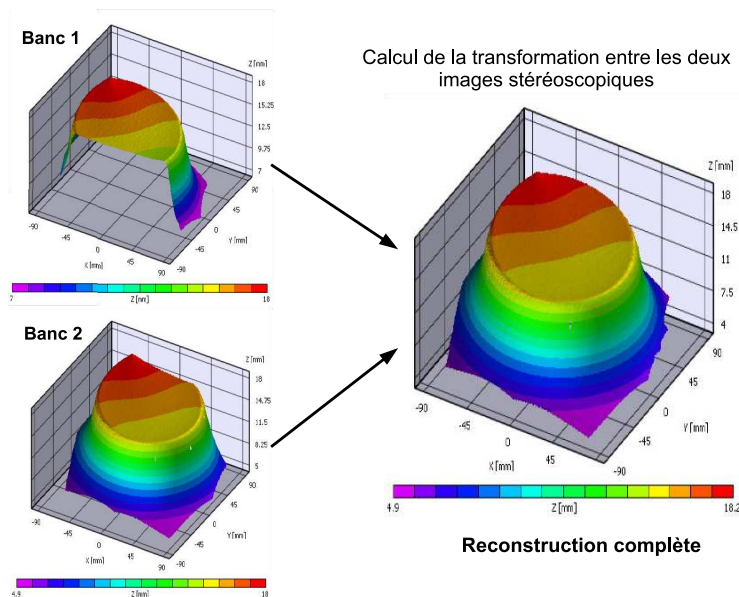 Banc 1
Z [mm]
18
15.25
12.5
9.75
7
90
45
0
-45
-90
Y [mm]
-90
-45
0
45
90
X [mm]
7
Z [mm]
18
Banc 2
Z [mm]
18
14.75
11.5
8.25
5
90
45
0
-45
-90
Y [mm]
-90
-45
0
45
90
X [mm]
4.9
Z [mm]
18
Calcul de la transformation entre les deux
images stéréoscopiques
Z [mm]
18
14.5
11
7.5
4
90
45
0
-45
-90
Y [mm]
-90
-45
0
45
X [mm]
4.9
Z [mm]
18.2
Reconstruction complète